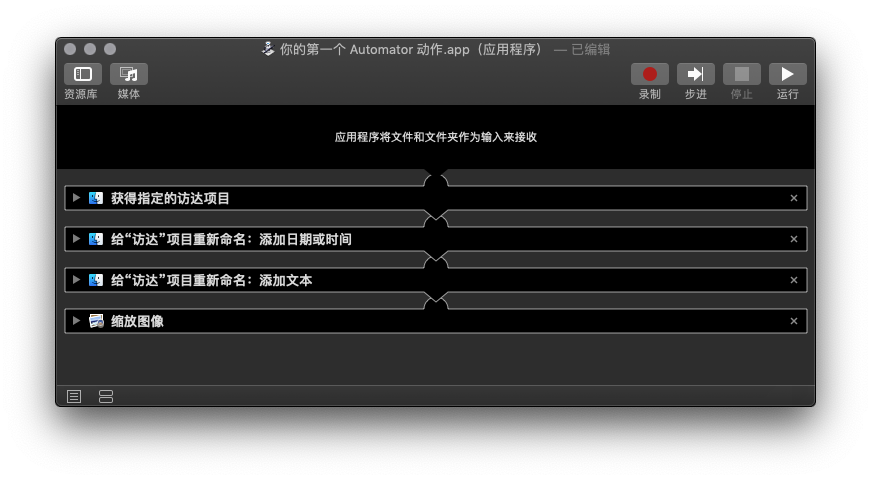 你的第一个 Automator 动作.app（应用程序） — 已编辑
资源库 媒体 录制 步进 停止 运行
应用程序将文件和文件夹作为输入来接收
获得指定的访达项目
给“访达”项目重新命名：添加日期或时间
给“访达”项目重新命名：添加文本
缩放图像